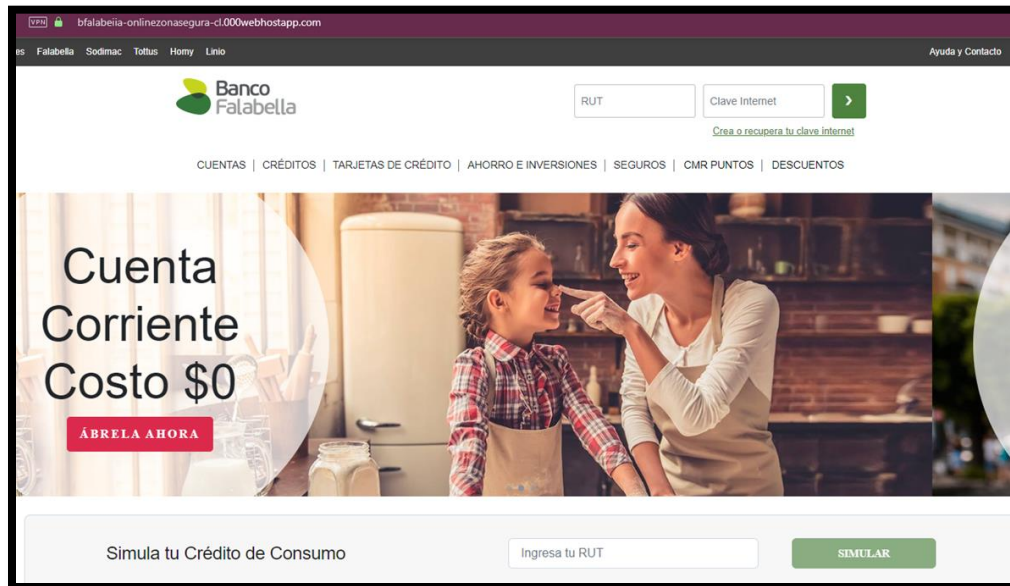 VPN bfalabeiia-onlinezonasegura-cl.000webhostapp.com
es Falabella Sodimac Tottus Homy Linio Ayuda y Contacto
Banco
Falabella
RUT Clave Internet
Crea o recupera tu clave internet
CUENTAS | CRÉDITOS | TARJETAS DE CRÉDITO | AHORRO E INVERSIONES | SEGUROS | CMR PUNTOS | DESCUENTOS
Cuenta
Corriente
Costo $0
ÁBRELA AHORA
Simula tu Crédito de Consumo Ingresa tu RUT SIMULAR